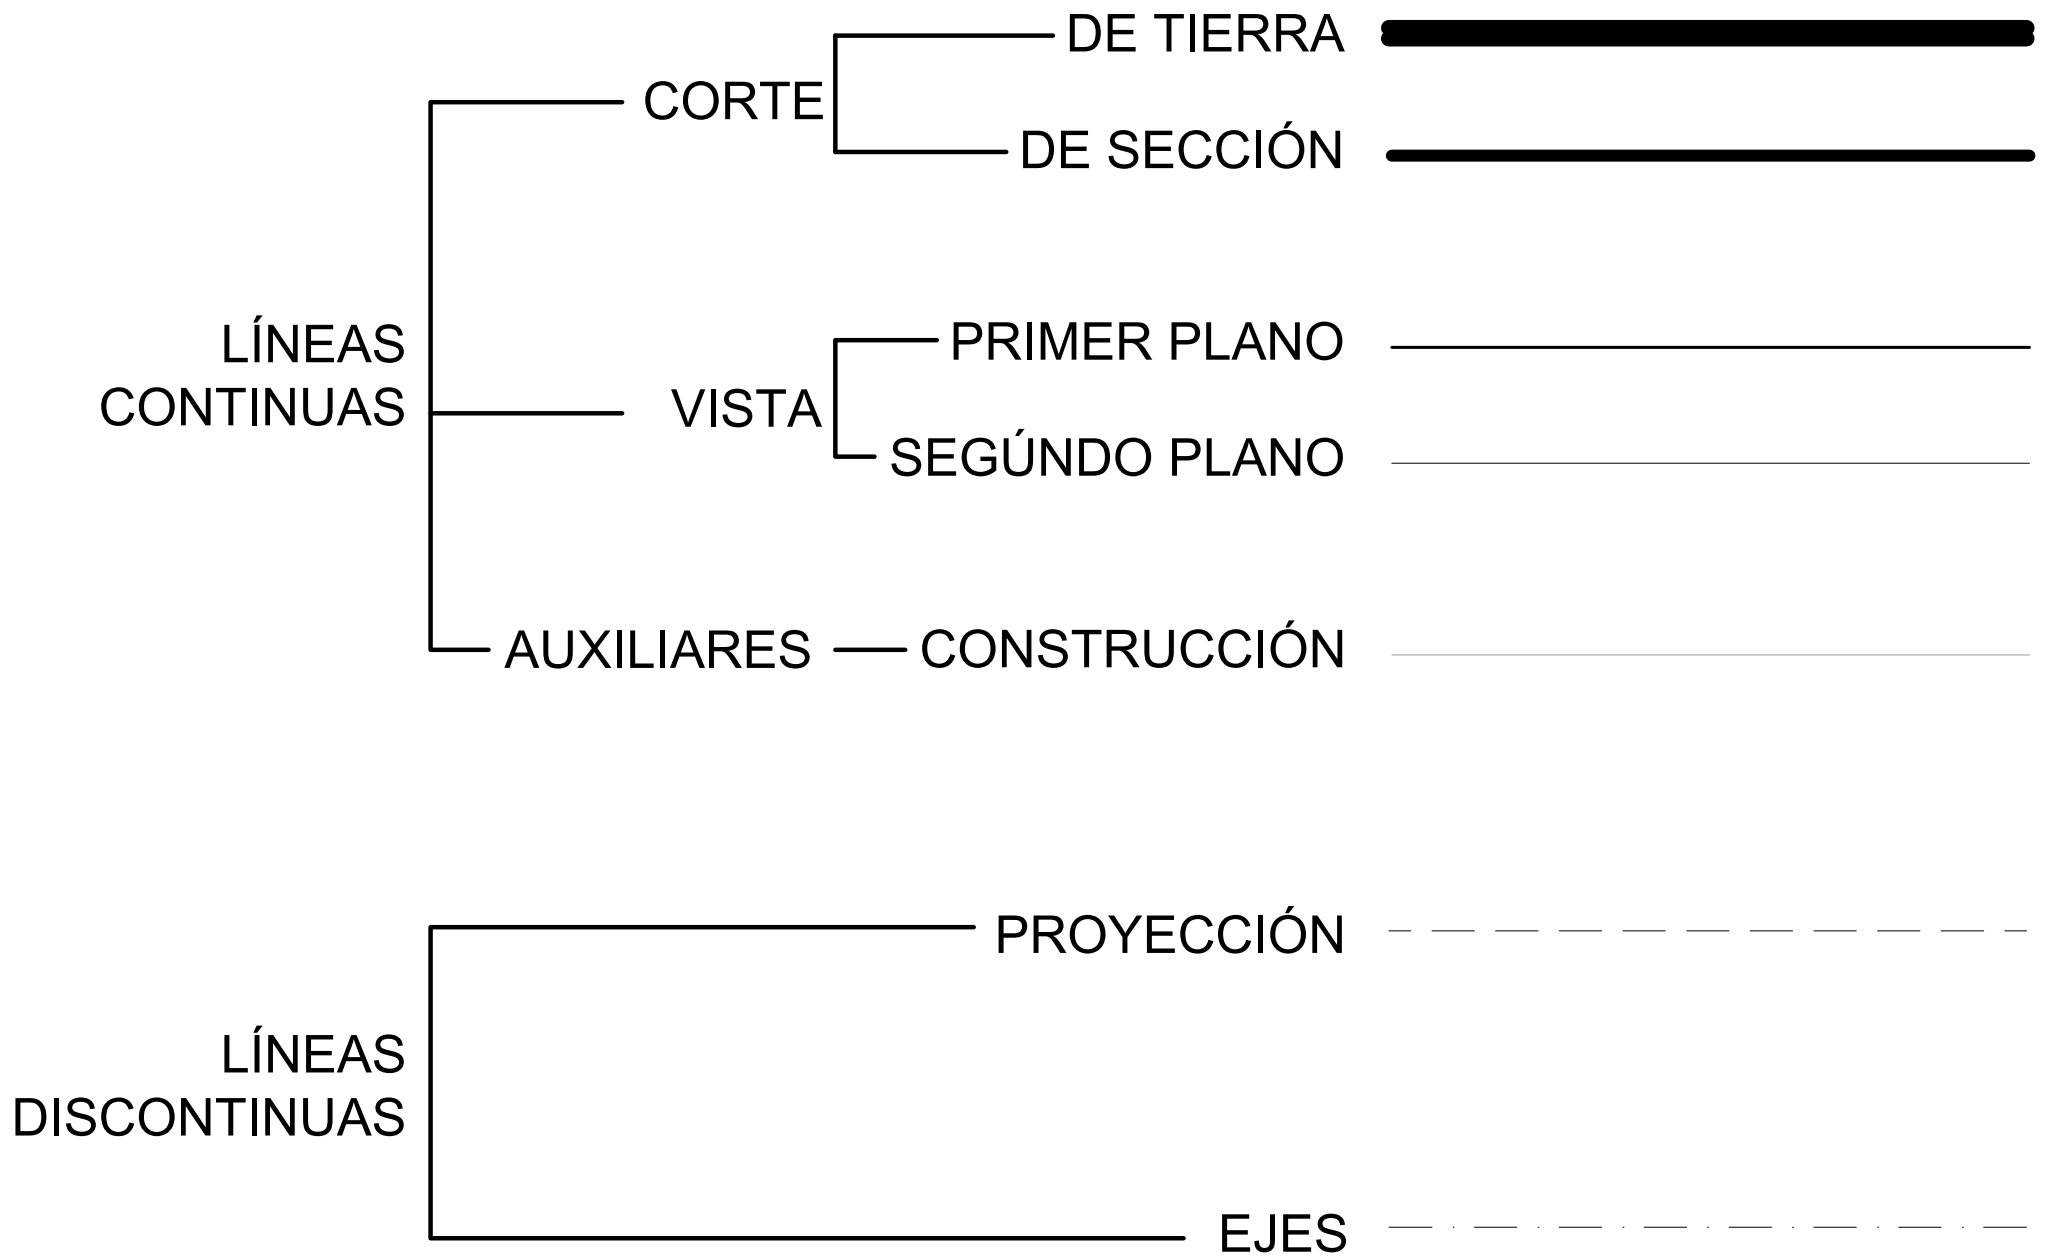 LÍNEAS
CONTINUAS
CORTE
DE TIERRA
DE SECCIÓN
VISTA
PRIMER PLANO
SEGÚNDO PLANO
AUXILIARES
CONSTRUCCIÓN
LÍNEAS
DISCONTINUAS
PROYECCIÓN
EJES